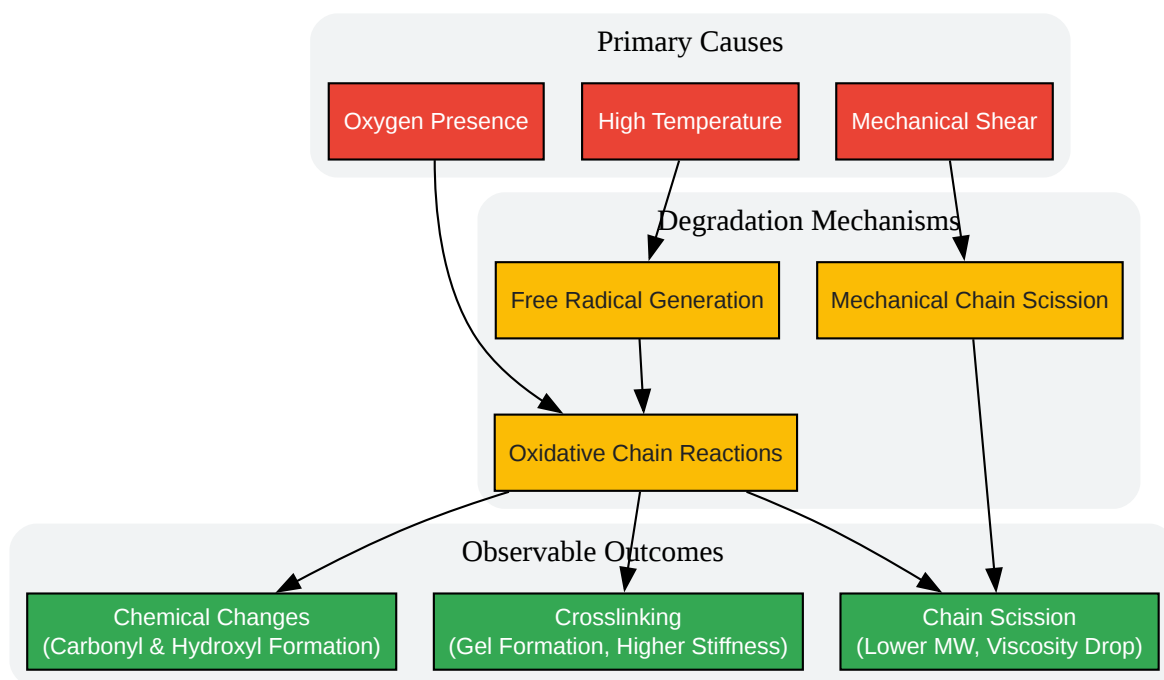 Primary Causes
Oxygen Presence
High Temperature
Mechanical Shear
Degradation Mechanisms
Free Radical Generation
Mechanical Chain Scission
Oxidative Chain Reactions
Observable Outcomes
Chemical Changes
(Carbonyl & Hydroxyl Formation)
Crosslinking
(Gel Formation, Higher Stiffness)
Chain Scission
(Lower MW, Viscosity Drop)